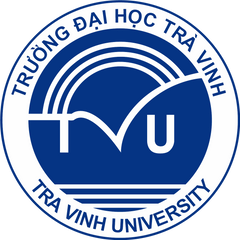 TRƯỜNG ĐẠI HỌC TRÀ VINH
TVU
TRA VINH UNIVERSITY